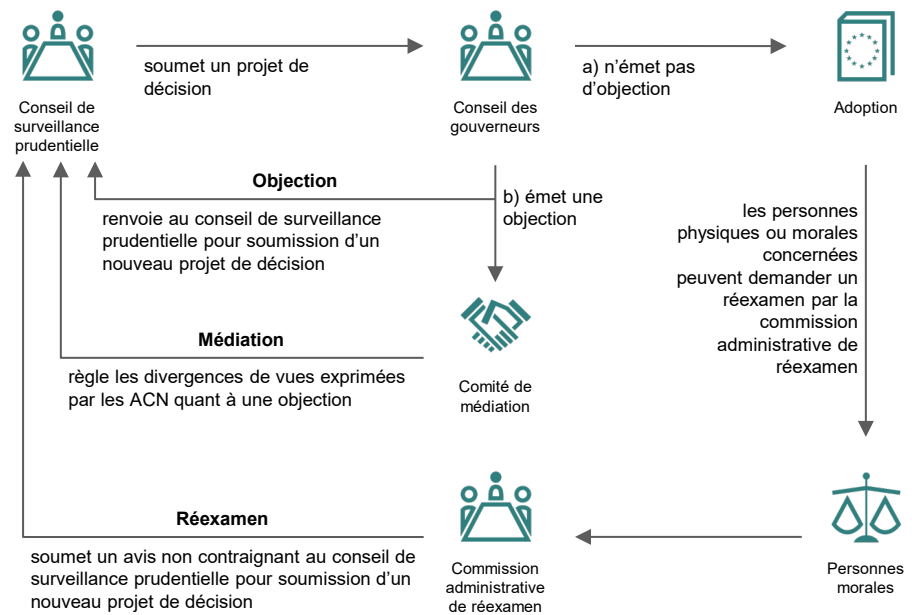 Conseil de
surveillance
prudentielle
soumet un projet de
décision
Conseil des
gouverneurs
a) n’émet pas
d’objection
Adoption
Objection
renvoie au conseil de surveillance
prudentielle pour soumission d’un
nouveau projet de décision
b) émet une
objection
les personnes
physiques ou morales
concernées
peuvent demander un
réexamen par la
commission
administrative de
réexamen
Médiation
règle les divergences de vues exprimées
par les ACN quant à une objection
Comité de
médiation
Réexamen
soumet un avis non contraignant au conseil de
surveillance prudentielle pour soumission d’un
nouveau projet de décision
Commission
administrative
de réexamen
Personnes
morales